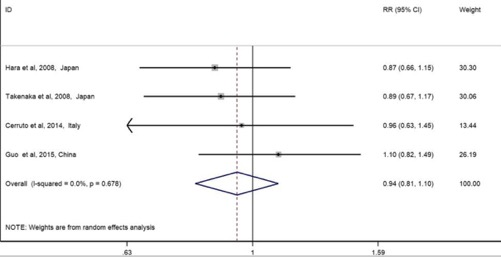 ID RR (95% CI) Weight
Hara et al, 2008, Japan 0.87 (0.66, 1.15) 30.30
Takenaka et al, 2008, Japan 0.89 (0.67, 1.17) 30.06
Cerruto et al, 2014, Italy 0.96 (0.63, 1.45) 13.44
Guo et al, 2015, China 1.10 (0.82, 1.49) 26.19
Overall (I-squared = 0.0%, p = 0.678) 0.94 (0.81, 1.10) 100.00
NOTE: Weights are from random effects analysis
.63 1 1.59